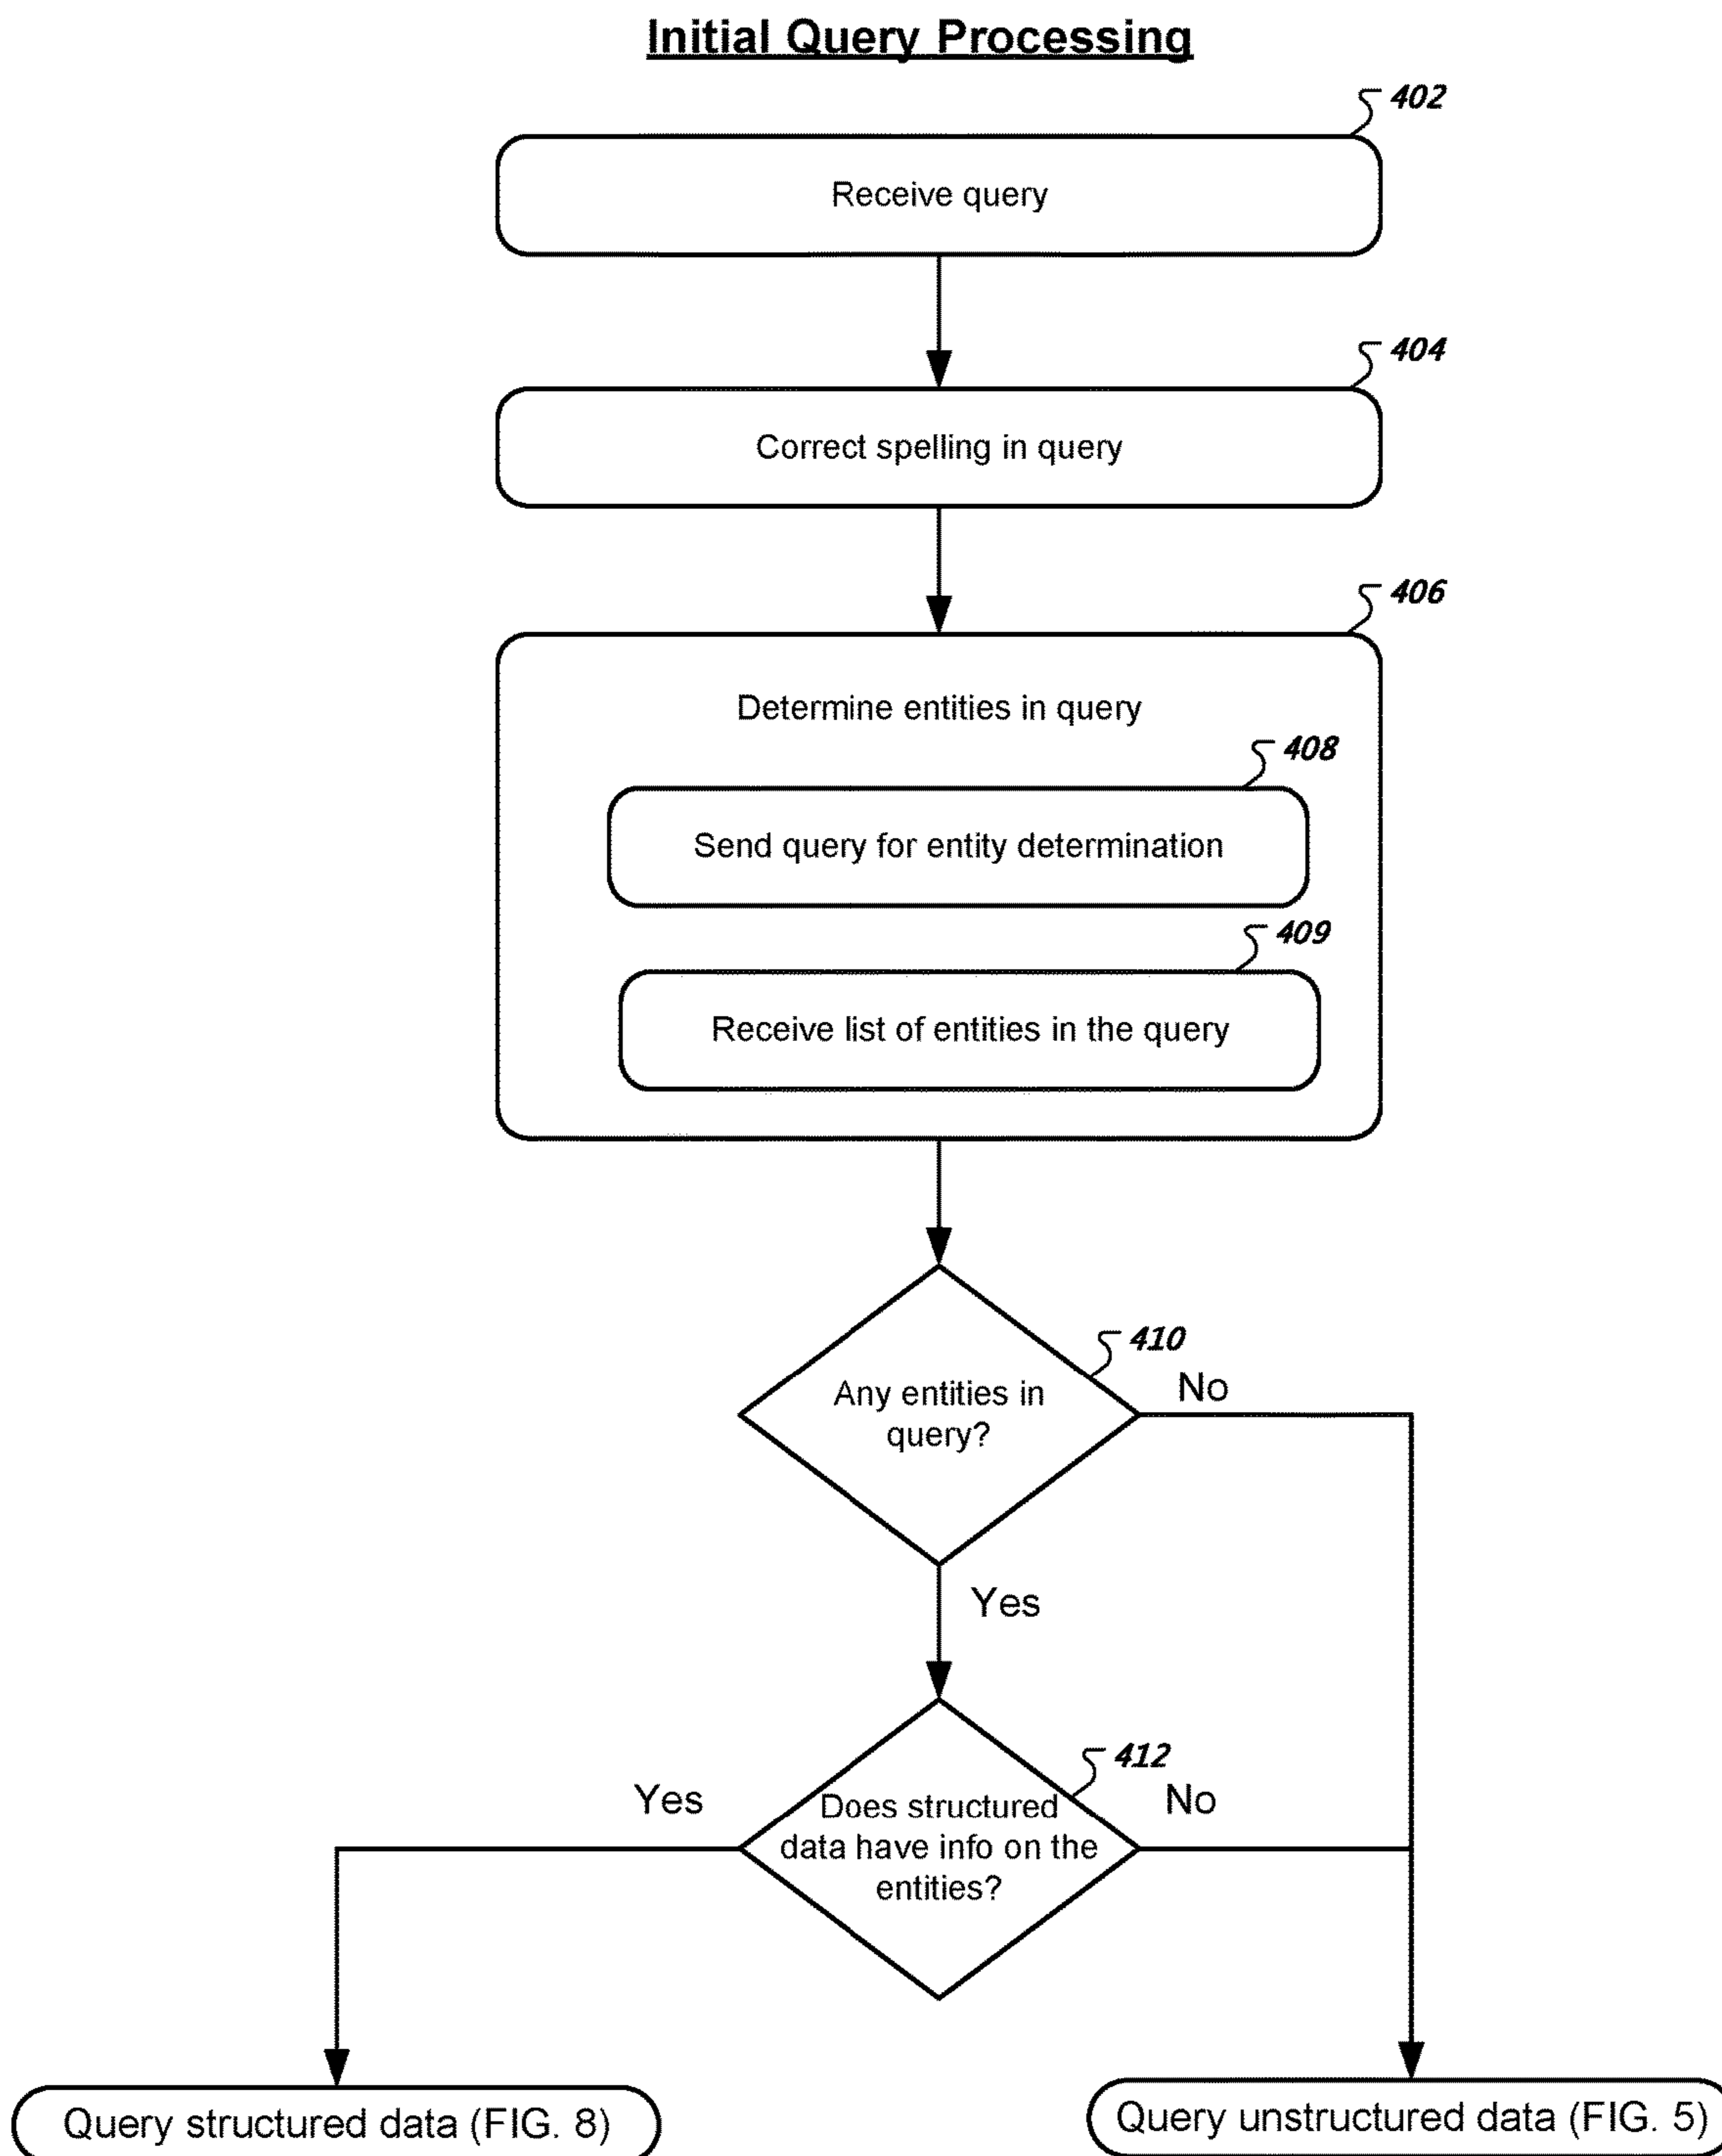 Initial Query Processing
402
Receive query
404
Correct spelling in query
406
Determine entities in query
408
Send query for entity determination
409
Receive list of entities in the query
410
Any entities in
query?
No
Yes
412
Yes
No
Does structured
data have info on the
entities?
Query structured data (FIG. 8)
Query unstructured data (FIG. 5)